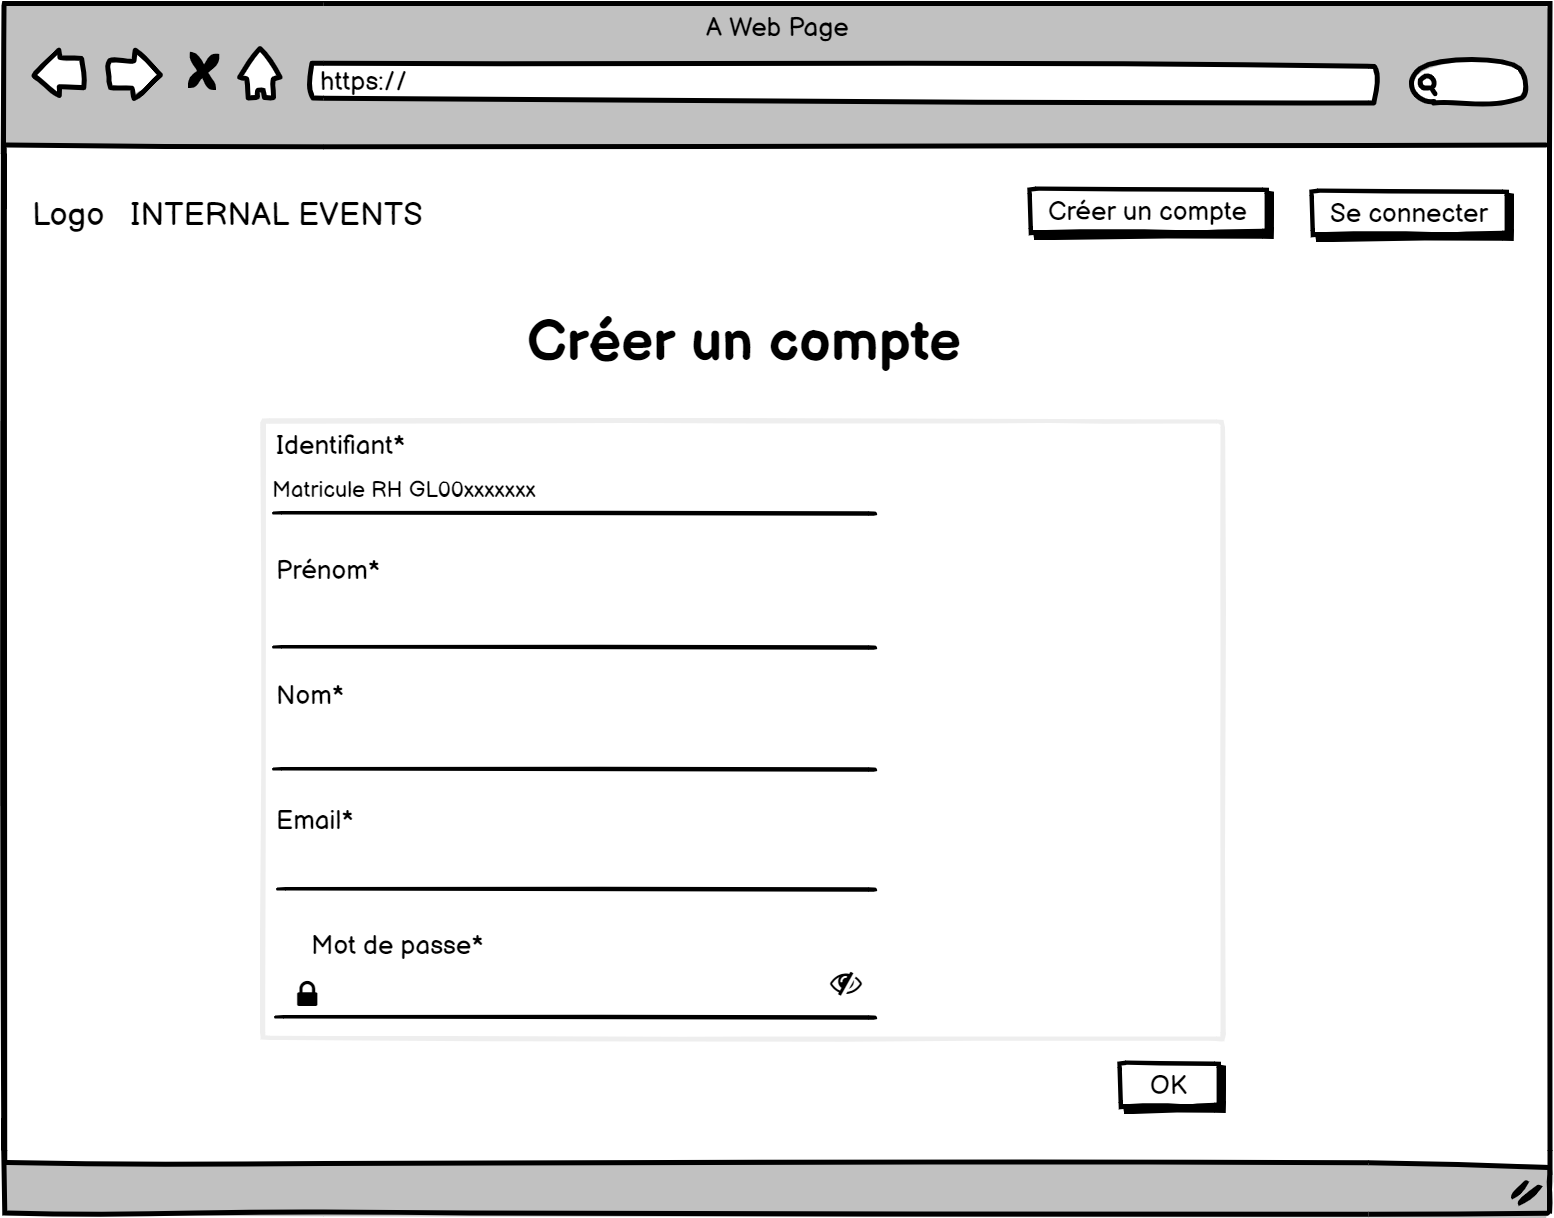 A Web Page
https://
Logo INTERNAL EVENTS
Créer un compte
Se connecter
Créer un compte
Identifiant*
Matricule RH GL00xxxxxxx
Prénom*
Nom*
Email*
Mot de passe*
OK